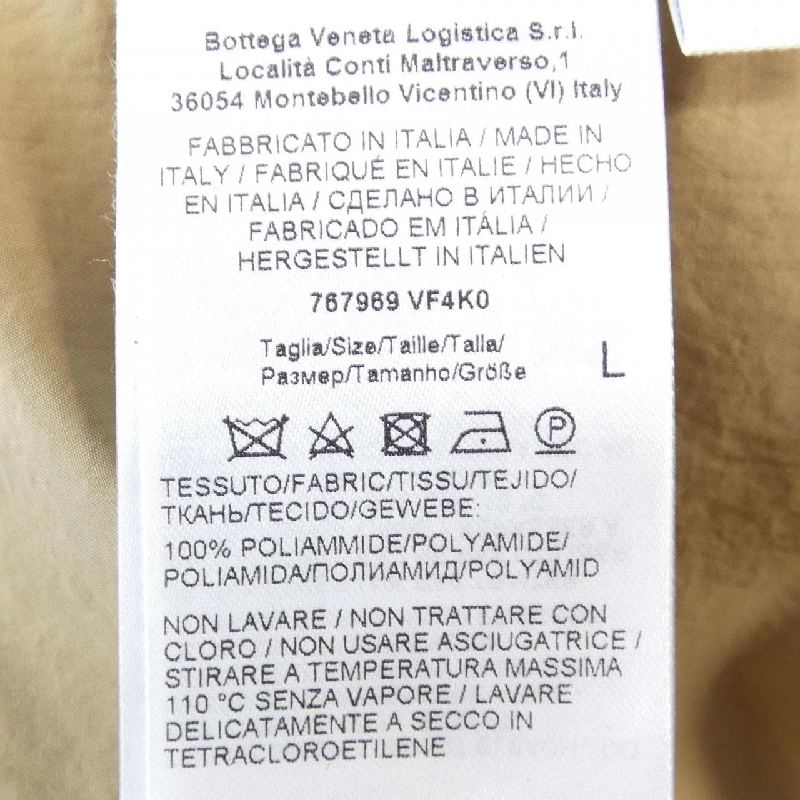 Bottega Veneta Logistica S.r.l.
Località Conti Maltraverso,1
36054 Montebello Vicentino (VI) Italy
FABBRICATO IN ITALIA / MADE IN
ITALY / FABRIQUÉ EN ITALIE / HECHO
EN ITALIA / СДЕЛАНО В ИТАЛИИ /
FABRICADO EM ITÁLIA /
HERGESTELLT IN ITALIEN
767969 VF4K0
Taglia/Size/Taille/Talla/
Размер/Tamanho/Größe
L
P
TESSUTO/FABRIC/TISSU/TEJIDO/
ТКАНЬ/TECIDO/GEWEBE:
100% POLIAMMIDE/POLYAMIDE/
POLIAMIDA/ПОЛИАМИД/POLYAMID
NON LAVARE / NON TRATTARE CON
CLORO / NON USARE ASCIUGATRICE /
STIRARE A TEMPERATURA MASSIMA
110 °C SENZA VAPORE / LAVARE
DELICATAMENTE A SECCO IN
TETRACLOROETILENE